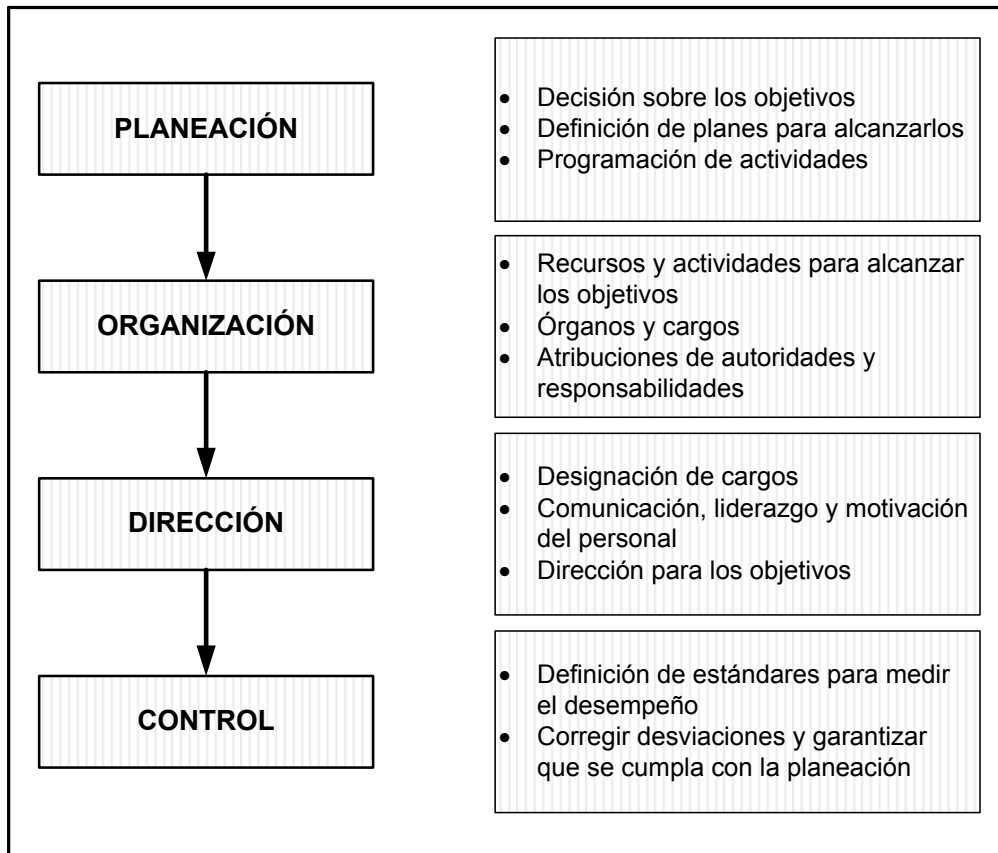 PLANEACIÓN
• Decisión sobre los objetivos
• Definición de planes para alcanzarlos
• Programación de actividades
ORGANIZACIÓN
• Recursos y actividades para alcanzar
los objetivos
• Órganos y cargos
• Atribuciones de autoridades y
responsabilidades
DIRECCIÓN
• Designación de cargos
• Comunicación, liderazgo y motivación
del personal
• Dirección para los objetivos
CONTROL
• Definición de estándares para medir
el desempeño
• Corregir desviaciones y garantizar
que se cumpla con la planeación